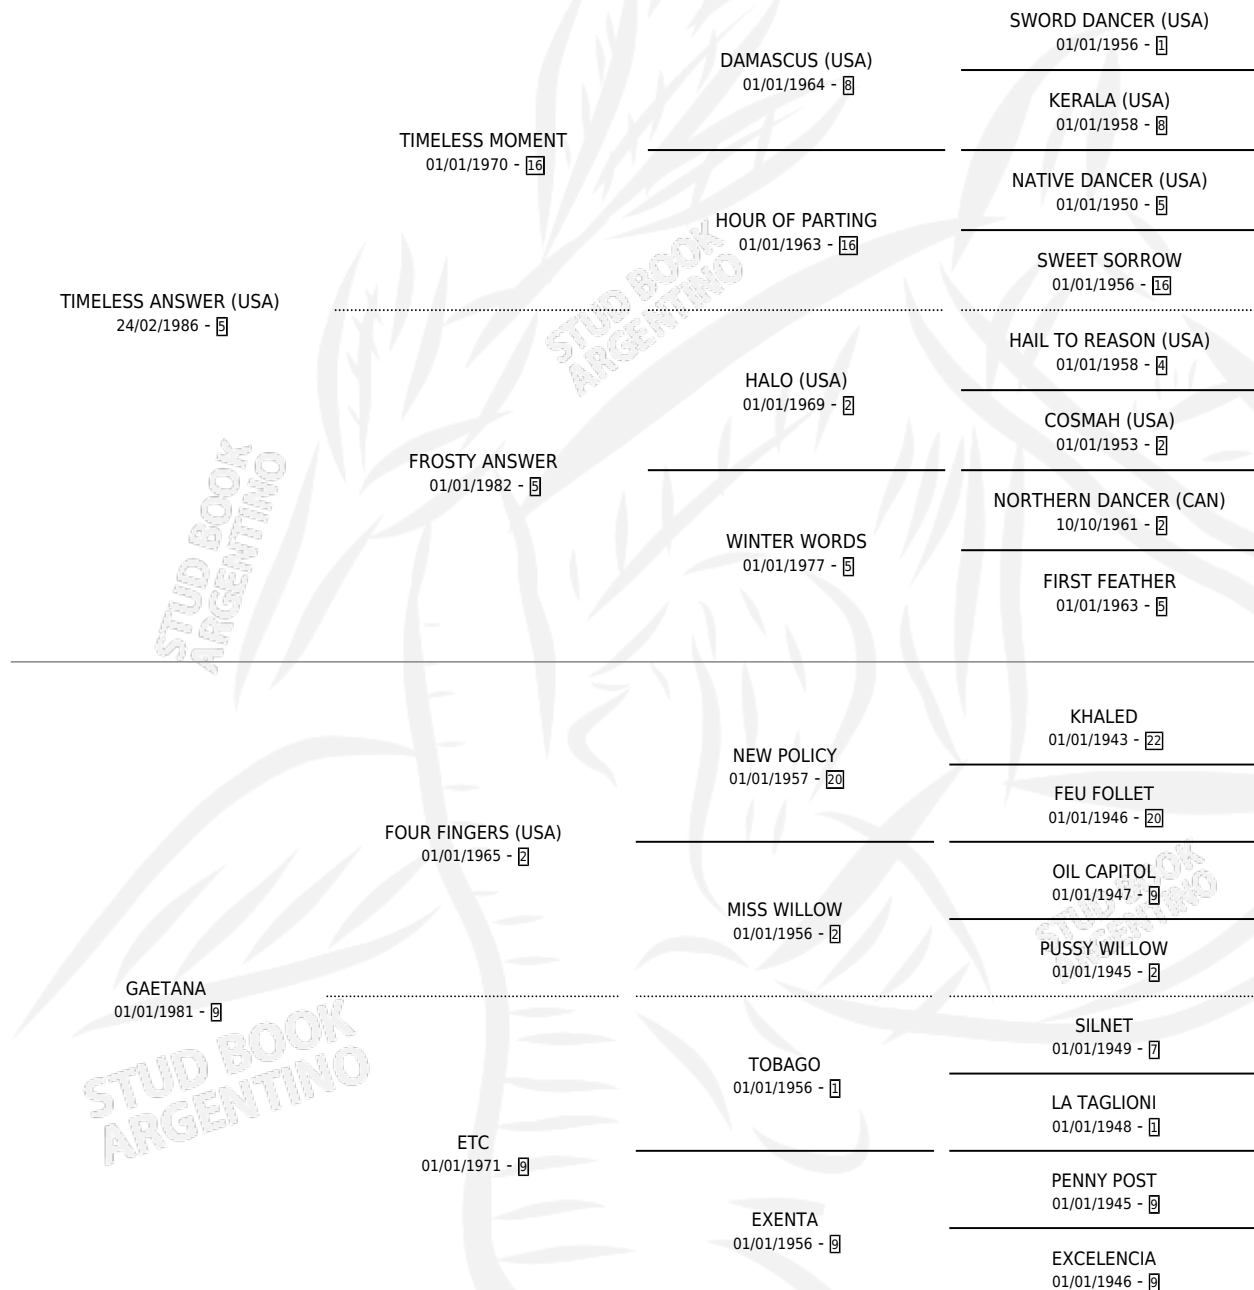 SWORD DANCER (USA)
01/01/1956 - 1
DAMASCUS (USA)
01/01/1964 - 8
KERALA (USA)
01/01/1958 - 8
TIMELESS MOMENT
01/01/1970 - 16
NATIVE DANCER (USA)
01/01/1950 - 5
HOUR OF PARTING
01/01/1963 - 16
SWEET SORROW
01/01/1956 - 16
TIMELESS ANSWER (USA)
24/02/1986 - 5
HAIL TO REASON (USA)
01/01/1958 - 4
HALO (USA)
01/01/1969 - 2
COSMAH (USA)
01/01/1953 - 2
FROSTY ANSWER
01/01/1982 - 5
NORTHERN DANCER (CAN)
10/10/1961 - 2
WINTER WORDS
01/01/1977 - 5
FIRST FEATHER
01/01/1963 - 5
KHALED
01/01/1943 - 22
NEW POLICY
01/01/1957 - 20
FEU FOLLET
01/01/1946 - 20
FOUR FINGERS (USA)
01/01/1965 - 2
OIL CAPITOL
01/01/1947 - 9
MISS WILLOW
01/01/1956 - 2
PUSSY WILLOW
01/01/1945 - 2
GAETANA
01/01/1981 - 9
SILNET
01/01/1949 - 7
TOBAGO
01/01/1956 - 1
LA TAGLIONI
01/01/1948 - 1
ETC
01/01/1971 - 9
PENNY POST
01/01/1945 - 9
EXENTA
01/01/1956 - 9
EXCELENCIA
01/01/1946 - 9
STUD BOOK
ARGENTINO
STUD BOOK
ARGENTINO
STUD BOOK
ARGENTINO
STUD BOOK
ARGENTINO